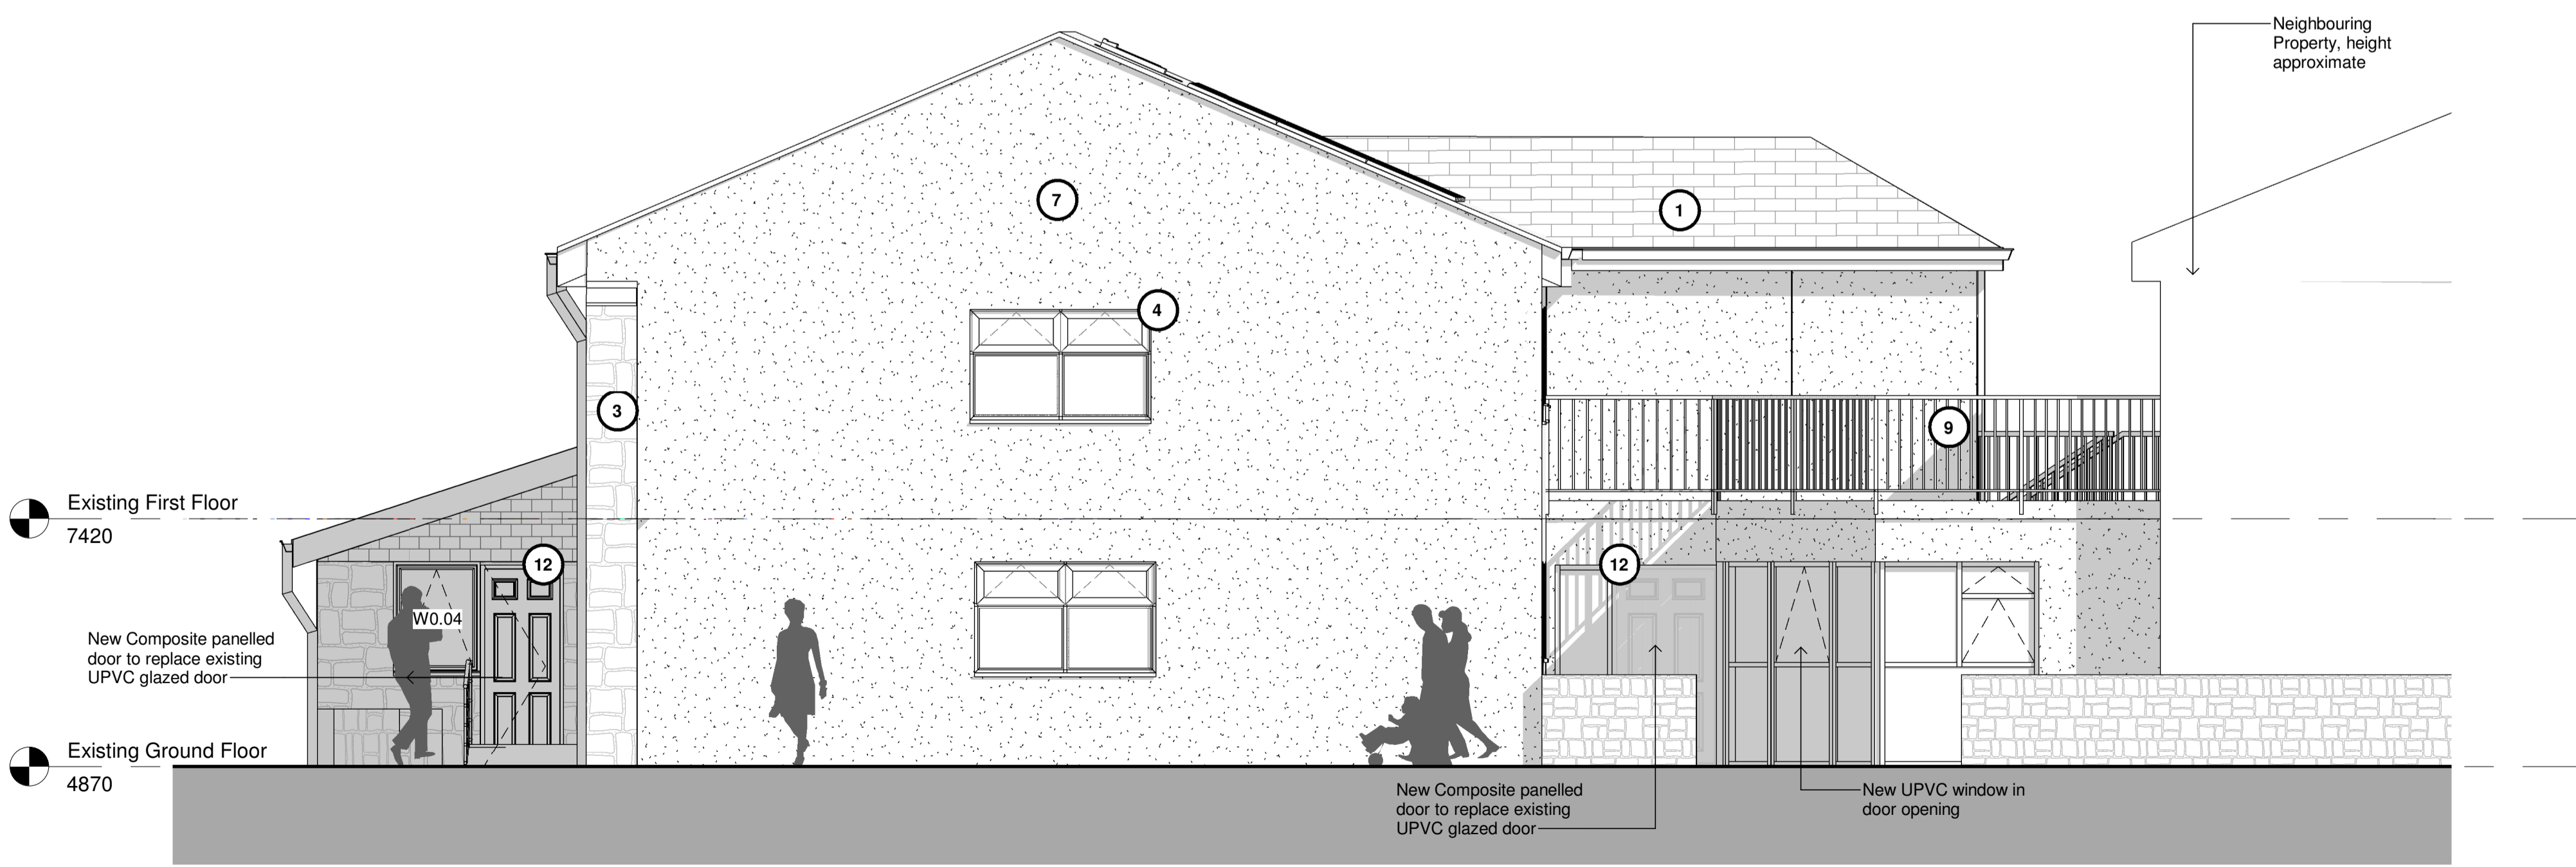 Neighbouring
Property, height
approximate
7
1
4
3
9
Existing First Floor
7420
12
12
W0.04
New Composite panelled
door to replace existing
UPVC glazed door
Existing Ground Floor
4870
New Composite panelled
door to replace existing
UPVC glazed door
New UPVC window in
door opening